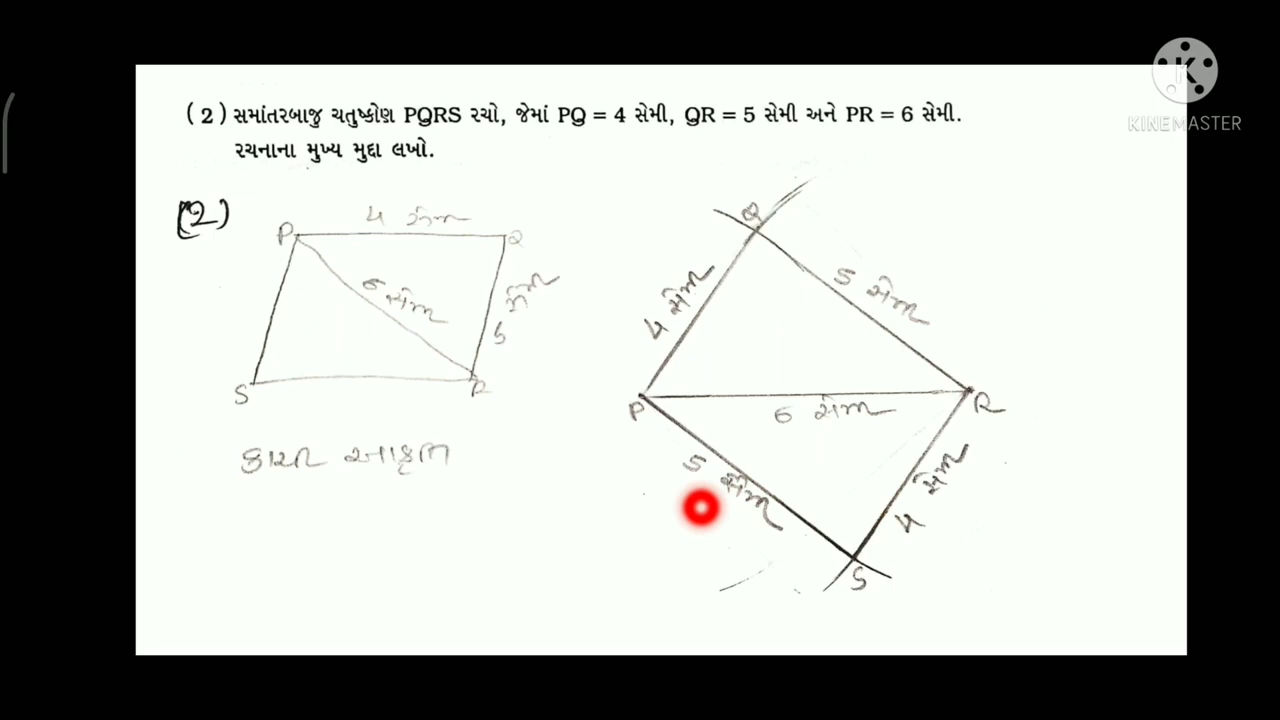 (2) સમાંતરબાજુ ચતુષ્કોણ PQRS રચો, જેમાં PQ = 4 સેમી, QR = 5 સેમી અને PR = 6 સેમી.
રચનાના મુખ્ય મુદ્દા લખો.
KINEMASTER
(2)
P 4 સેમી Q
6 સેમી
5 સેમી
S R
કાચી આકૃતિ
Q
4 સેમી 5 સેમી
P 6 સેમી R
5 સેમી 4 સેમી
S